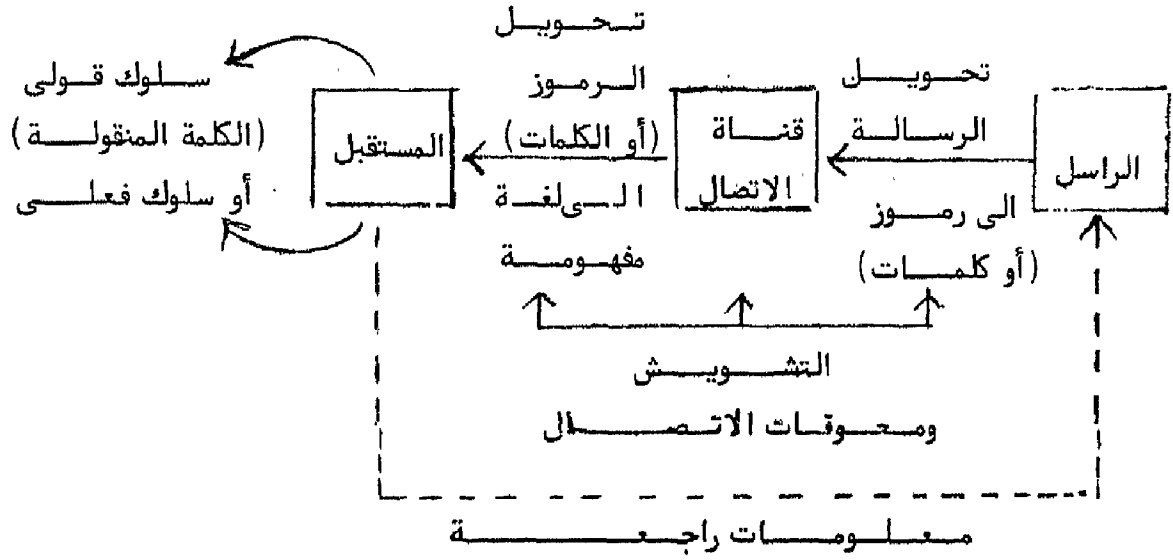 الراسل
تحويل
الرسالة
الى رموز
(أو كلمات)
قناة
الاتضال
تحويل
الرموز
(أو الكلمات)
الى لغة
مفهومة
المستقبل
سلوك قولى
(الكلمة المنقولة)
أو سلوك فعلى
التشويش
ومعوقات الاتصال
معلومات راجعة